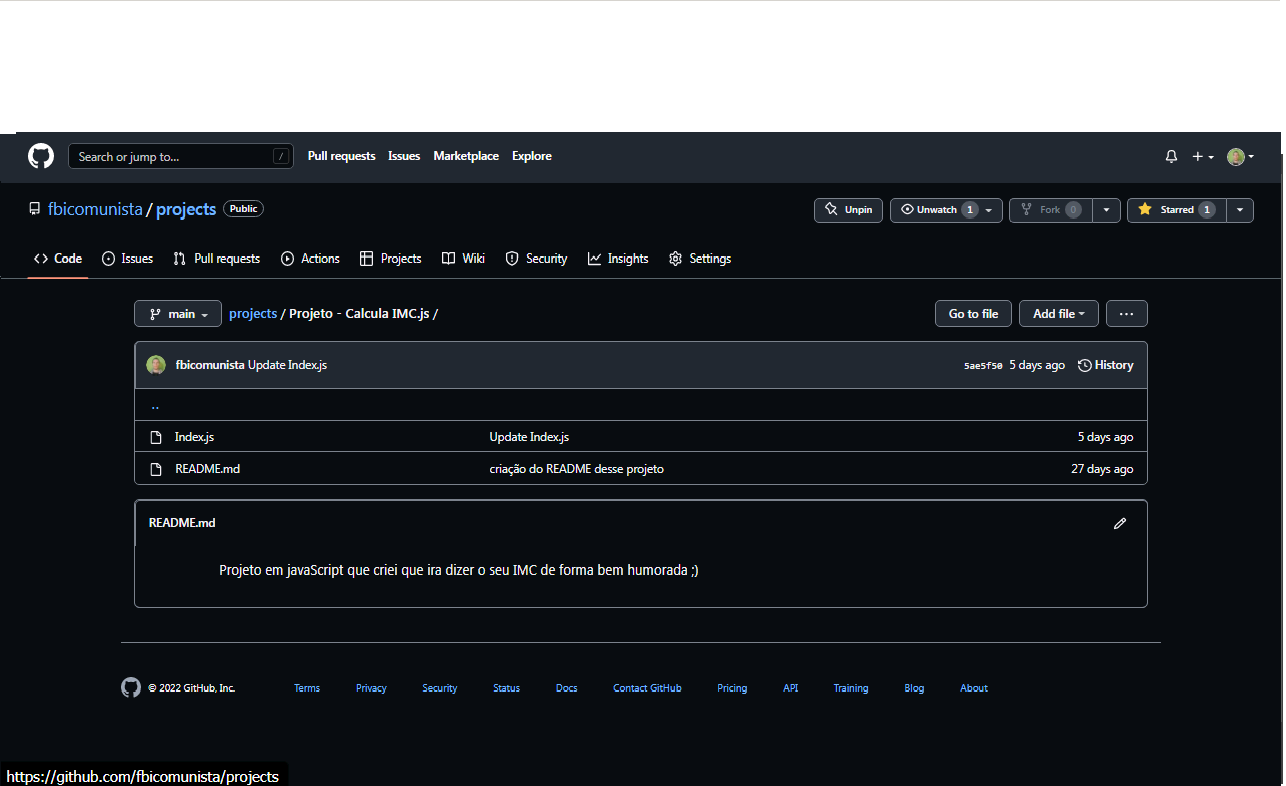 Search or jump to... / Pull requests Issues Marketplace Explore
fbicomunista / projects Public Unpin Unwatch 1 Fork 0 Starred 1
Code Issues Pull requests Actions Projects Wiki Security Insights Settings
main projects / Projeto - Calcula IMC.js / Go to file Add file ...
fbicomunista Update Index.js 5ae5f50 5 days ago History
..
Index.js Update Index.js 5 days ago
README.md criação do README desse projeto 27 days ago
README.md
Projeto em javaScript que criei que ira dizer o seu IMC de forma bem humorada ;)
© 2022 GitHub, Inc. Terms Privacy Security Status Docs Contact GitHub Pricing API Training Blog About
https://github.com/fbicomunista/projects